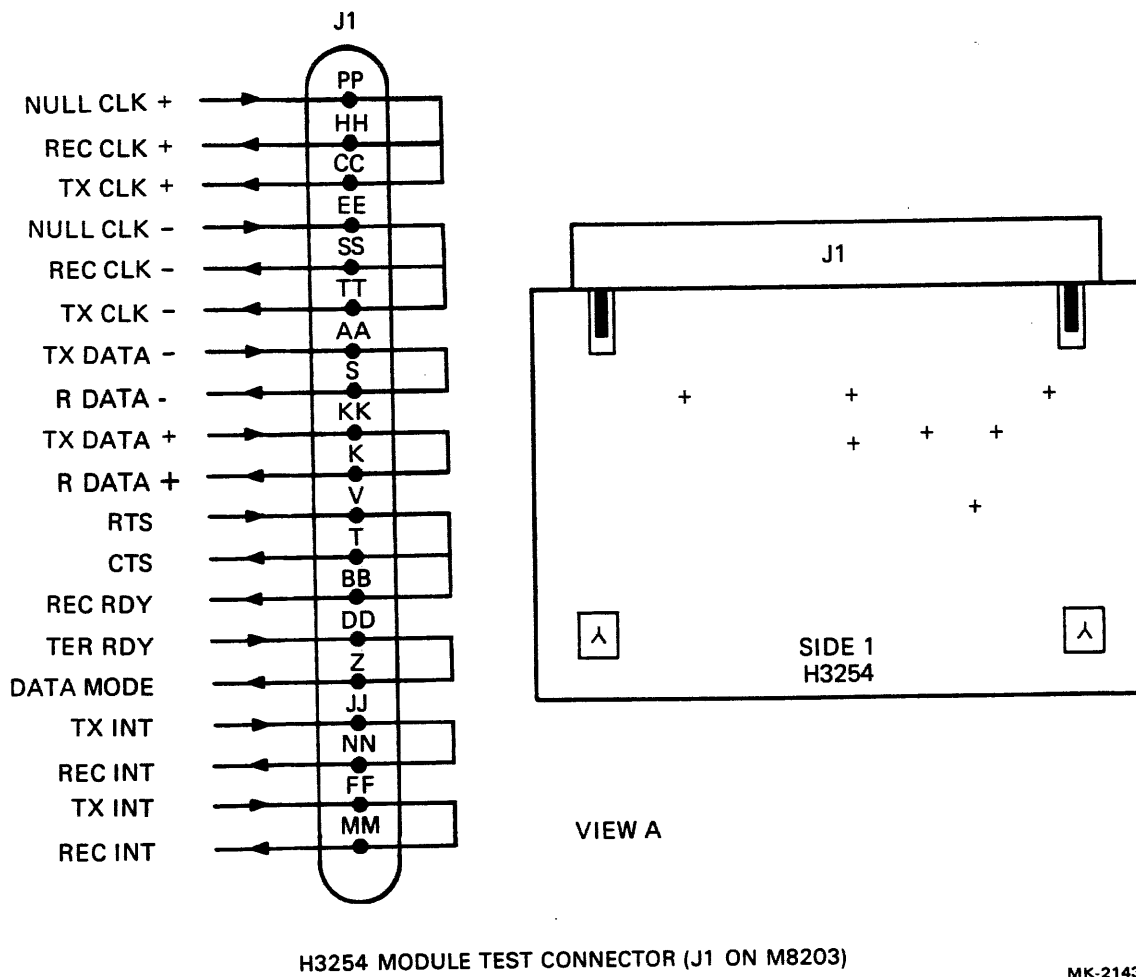 J1
PP
NULL CLK +
HH
REC CLK +
CC
TX CLK +
EE
NULL CLK -
SS
REC CLK -
TT
TX CLK -
AA
TX DATA -
S
R DATA -
KK
TX DATA +
K
R DATA +
V
RTS
T
CTS
BB
REC RDY
DD
TER RDY
Z
DATA MODE
JJ
TX INT
NN
REC INT
FF
TX INT
MM
REC INT
J1
SIDE 1
H3254
VIEW A
H3254 MODULE TEST CONNECTOR (J1 ON M8203)